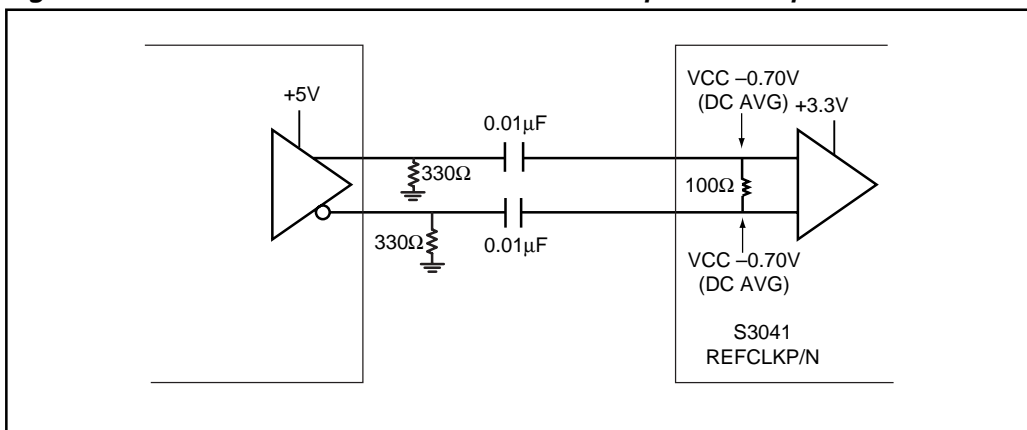 +5V
0.01μF
330Ω
330Ω
0.01μF
VCC –0.70V
(DC AVG)
+3.3V
100Ω
VCC –0.70V
(DC AVG)
S3041
REFCLKP/N